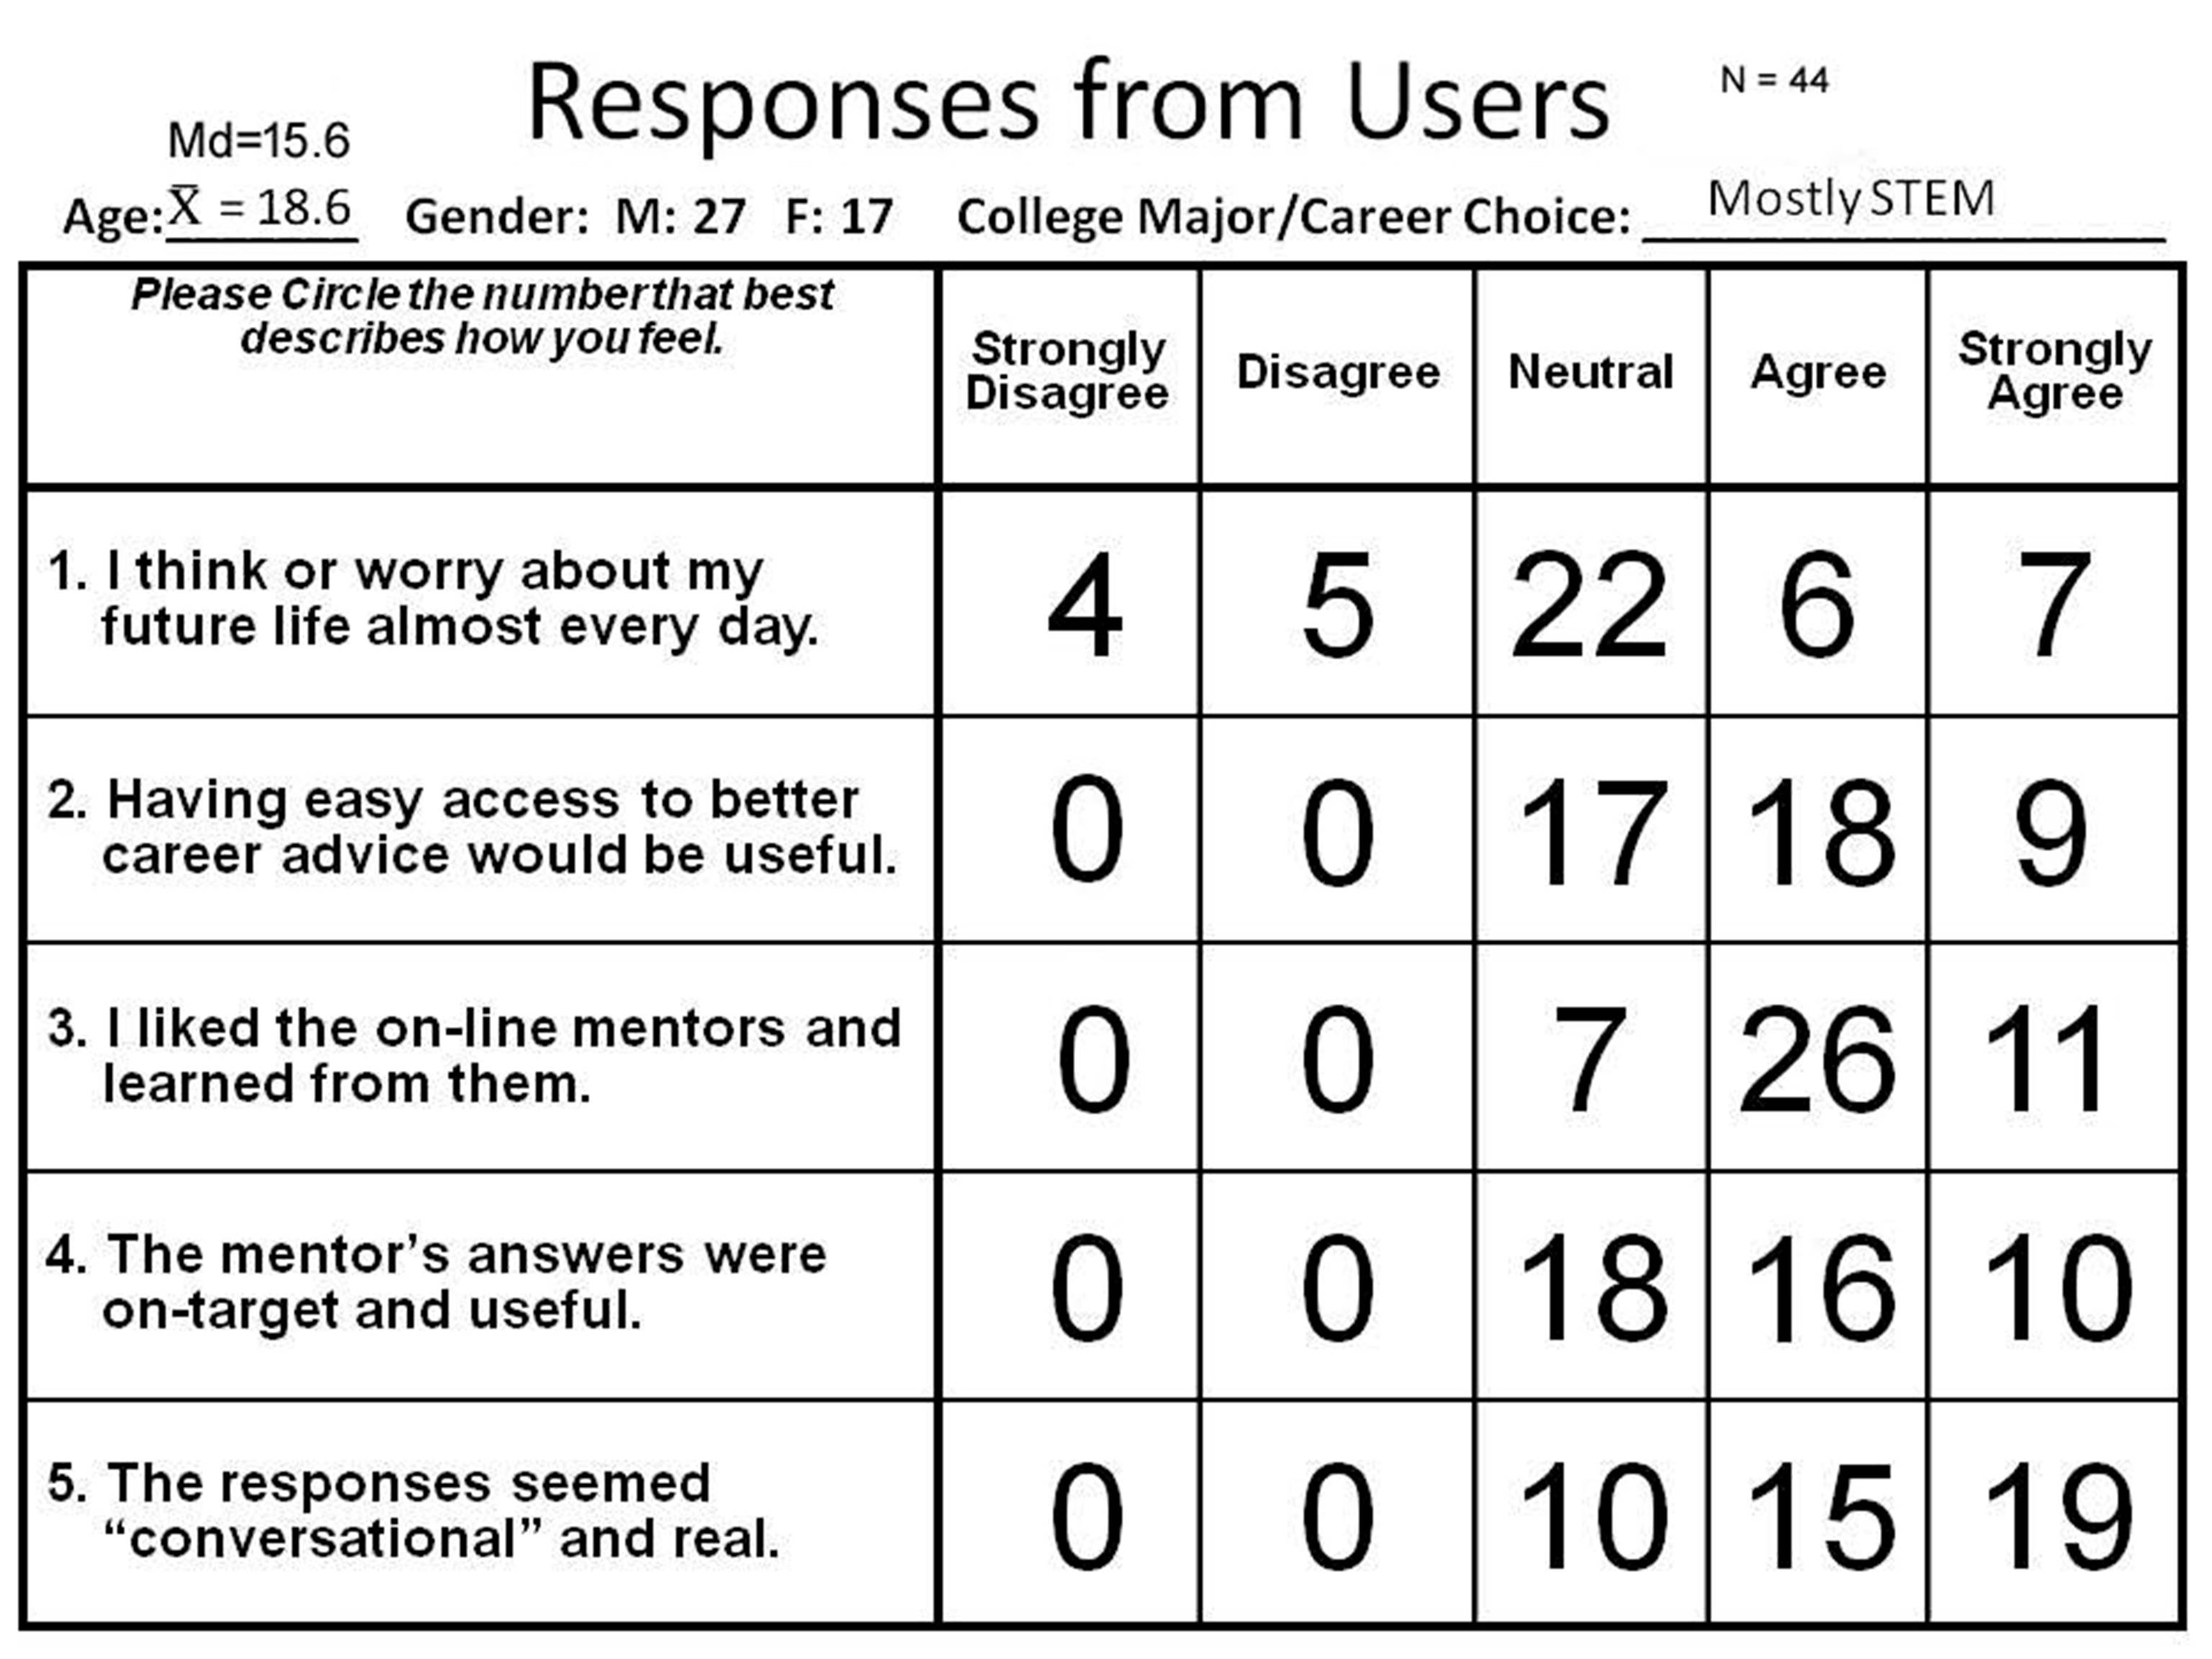 Responses from Users
N = 44
Md=15.6
Age: X̅ = 18.6 Gender: M: 27 F: 17 College Major/Career Choice: Mostly STEM
Please Circle the number that best
describes how you feel.
Strongly
Disagree
Disagree
Neutral
Agree
Strongly
Agree
1. I think or worry about my
future life almost every day.
4 5 22 6 7
2. Having easy access to better
career advice would be useful.
0 0 17 18 9
3. I liked the on-line mentors and
learned from them.
0 0 7 26 11
4. The mentor’s answers were
on-target and useful.
0 0 18 16 10
5. The responses seemed
“conversational” and real.
0 0 10 15 19